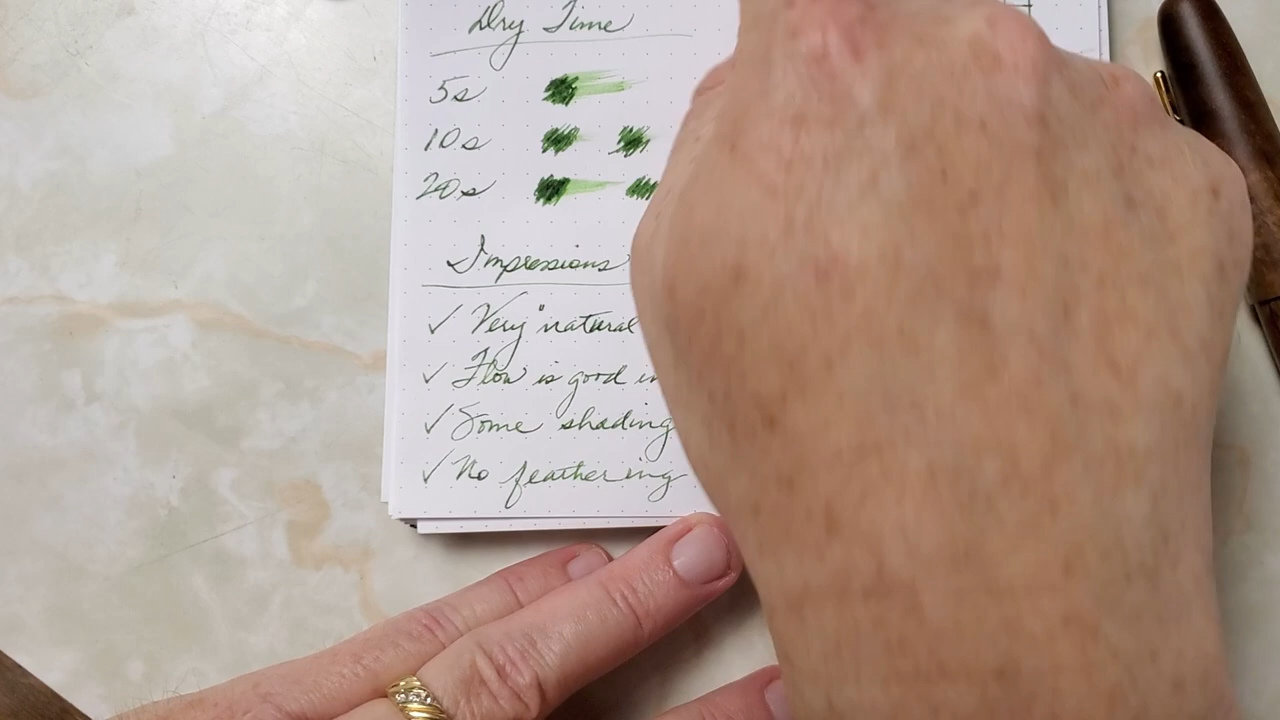 Dry Time
5s
10s
20s
Impressions
✓ Very "natural
✓ Flow is good in
✓ Some shading
✓ No feathering